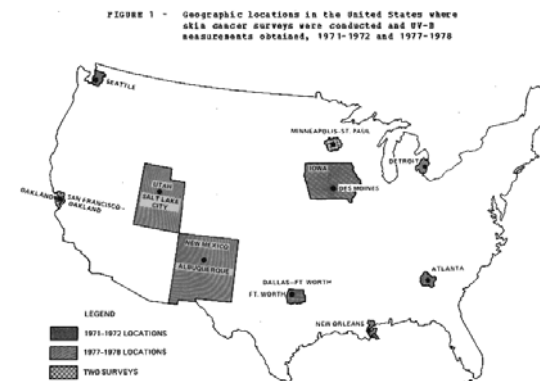 FIGURE 1 - Geographic locations in the United States where
skin cancer surveys were conducted and UV-B
measurements obtained, 1971-1972 and 1977-1978
SEATTLE
MINNEAPOLIS-ST. PAUL
DETROIT
IOWA
DES MOINES
UTAH
SALT LAKE
CITY
OAKLAND
SAN FRANCISCO-
OAKLAND
NEW MEXICO
ALBUQUERQUE
DALLAS-FT. WORTH
FT. WORTH
ATLANTA
NEW ORLEANS
LEGEND
1971-1972 LOCATIONS
1977-1978 LOCATIONS
TWO SURVEYS